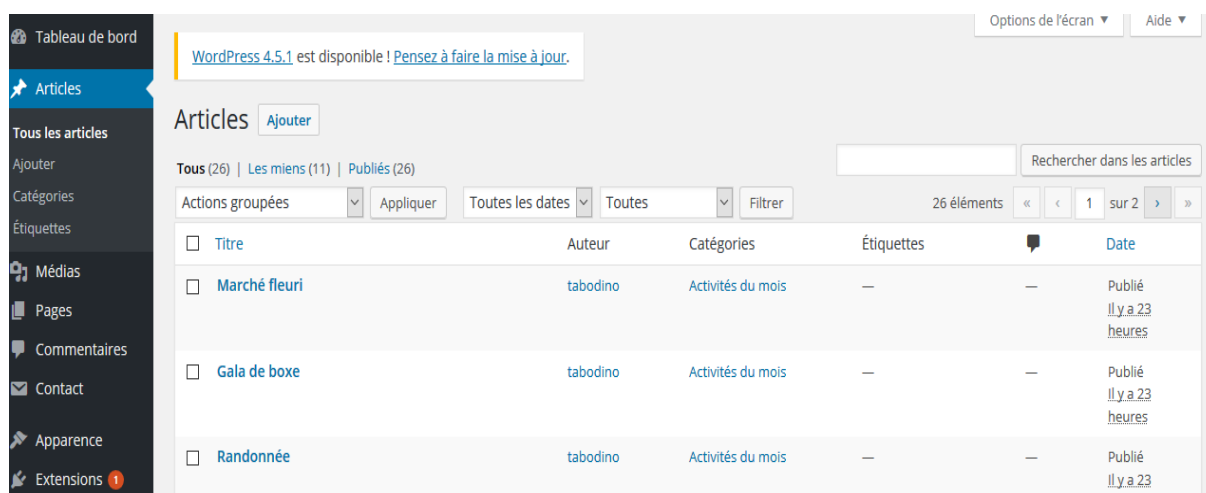 Tableau de bord
Articles
Tous les articles
Ajouter
Catégories
Étiquettes
Médias
Pages
Commentaires
Contact
Apparence
Extensions 1
Options de l'écran Aide
WordPress 4.5.1 est disponible ! Pensez à faire la mise à jour.
Articles Ajouter
Tous (26) | Les miens (11) | Publiés (26)
Rechercher dans les articles
Actions groupées Appliquer Toutes les dates Toutes Filtrer 26 éléments « ‹ 1 sur 2 › »
Titre Auteur Catégories Étiquettes Date
Marché fleuri tabodino Activités du mois — — Publié
Il y a 23
heures
Gala de boxe tabodino Activités du mois — — Publié
Il y a 23
heures
Randonnée tabodino Activités du mois — — Publié
Il y a 23